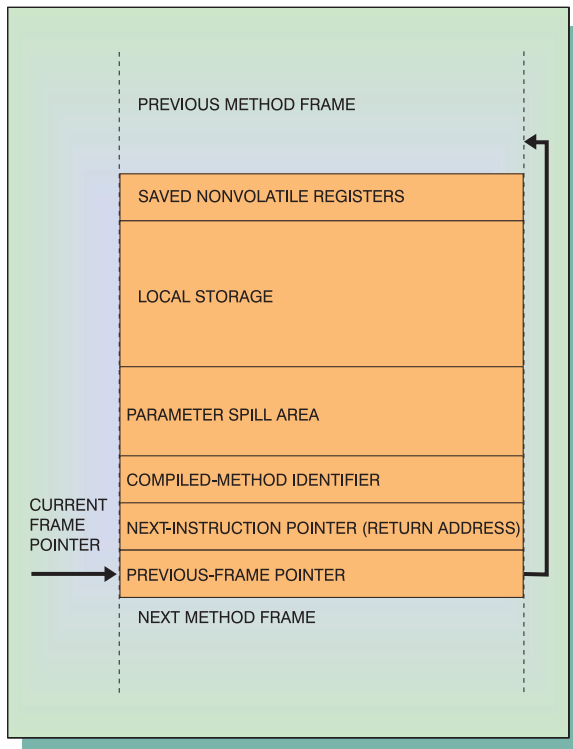 PREVIOUS METHOD FRAME
SAVED NONVOLATILE REGISTERS
LOCAL STORAGE
PARAMETER SPILL AREA
COMPILED-METHOD IDENTIFIER
CURRENT
FRAME
POINTER
NEXT-INSTRUCTION POINTER (RETURN ADDRESS)
PREVIOUS-FRAME POINTER
NEXT METHOD FRAME